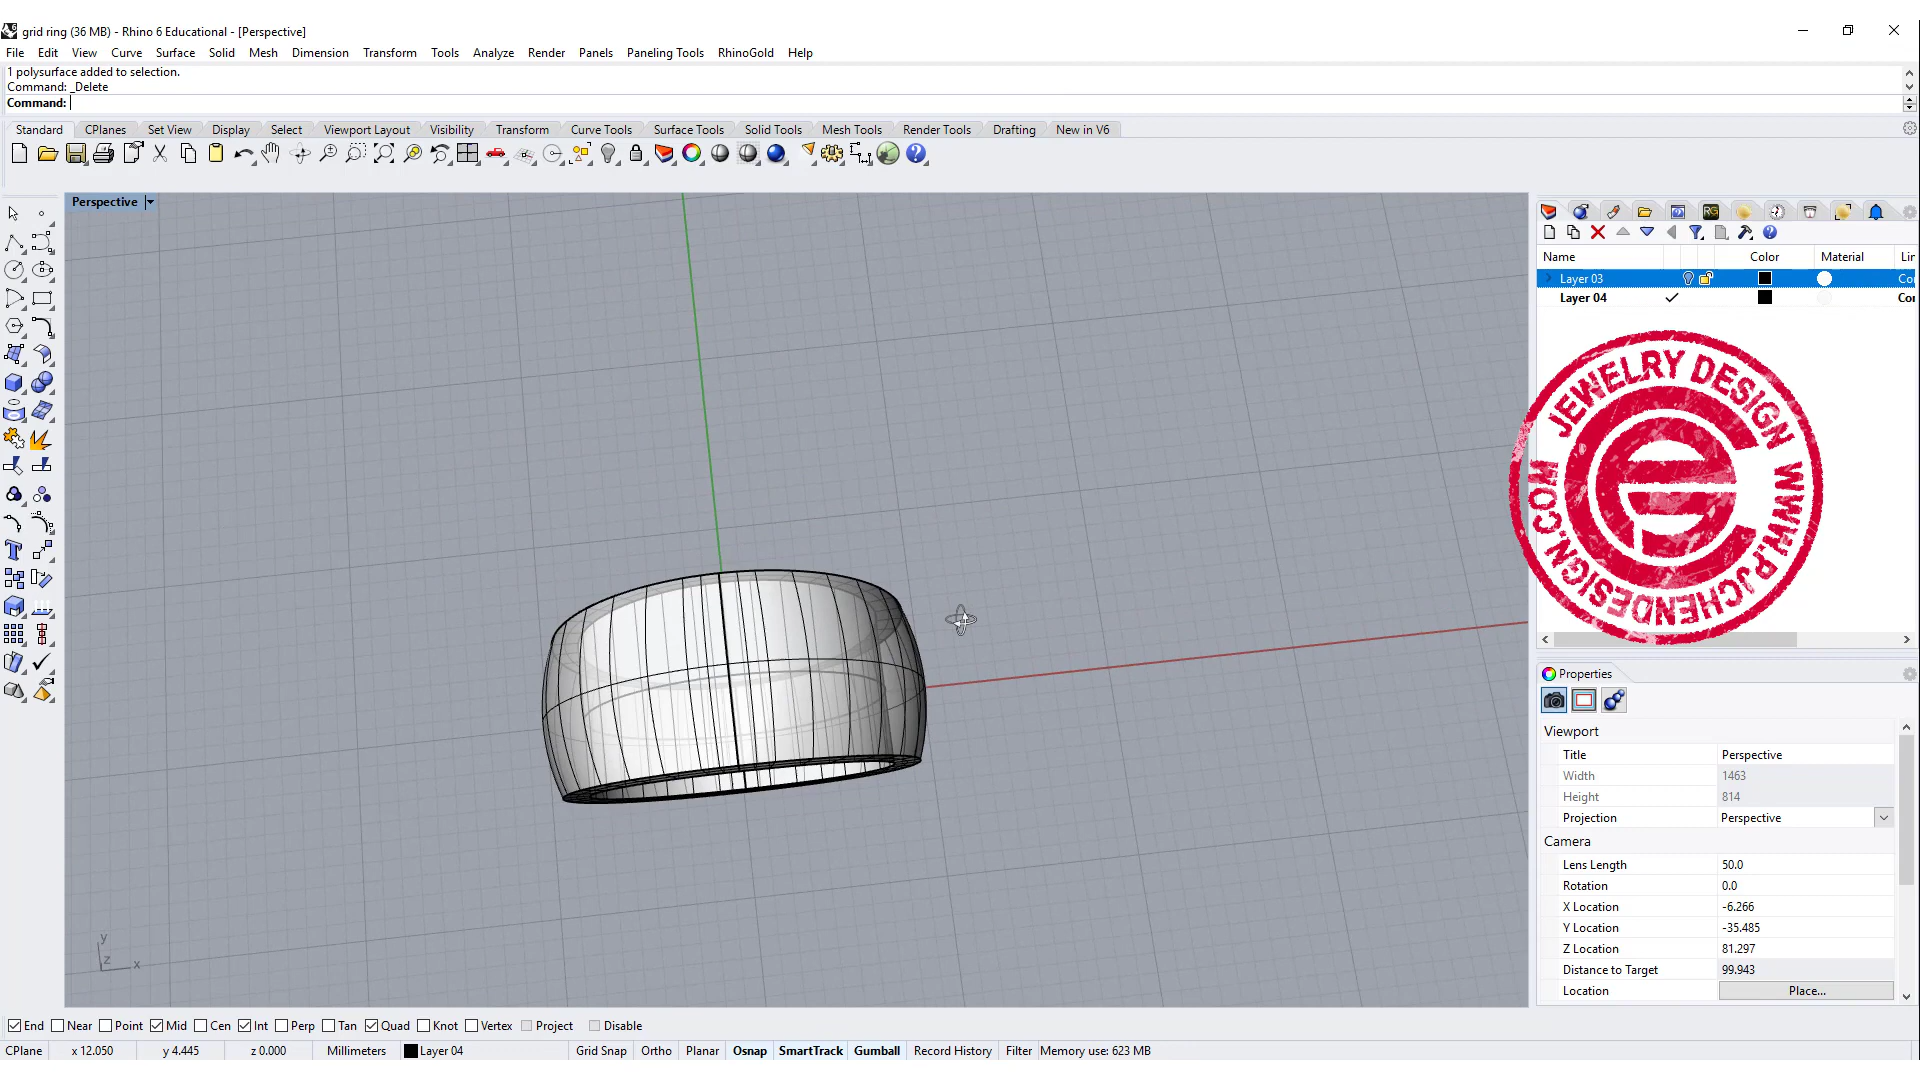 grid ring (36 MB) - Rhino 6 Educational - [Perspective]
File Edit View Curve Surface Solid Mesh Dimension Transform Tools Analyze Render Panels Paneling Tools RhinoGold Help
1 polysurface added to selection.
Command: _Delete
Command:
Standard CPlanes Set View Display Select Viewport Layout Visibility Transform Curve Tools Surface Tools Solid Tools Mesh Tools Render Tools Drafting New in V6
Perspective
RG
Name Color Material Lin
Layer 03 Co
Layer 04 Co
JEWELRY DESIGN WWW.PJCHENDESIGN.COM
Properties
Viewport
Title Perspective
Width 1463
Height 814
Projection Perspective
Camera
Lens Length 50.0
Rotation 0.0
X Location -6.266
Y Location -35.485
Z Location 81.297
Distance to Target 99.943
Location Place...
y
z x
End Near Point Mid Cen Int Perp Tan Quad Knot Vertex Project Disable
CPlane x 12.050 y 4.445 z 0.000 Millimeters Layer 04 Grid Snap Ortho Planar Osnap SmartTrack Gumball Record History Filter Memory use: 623 MB